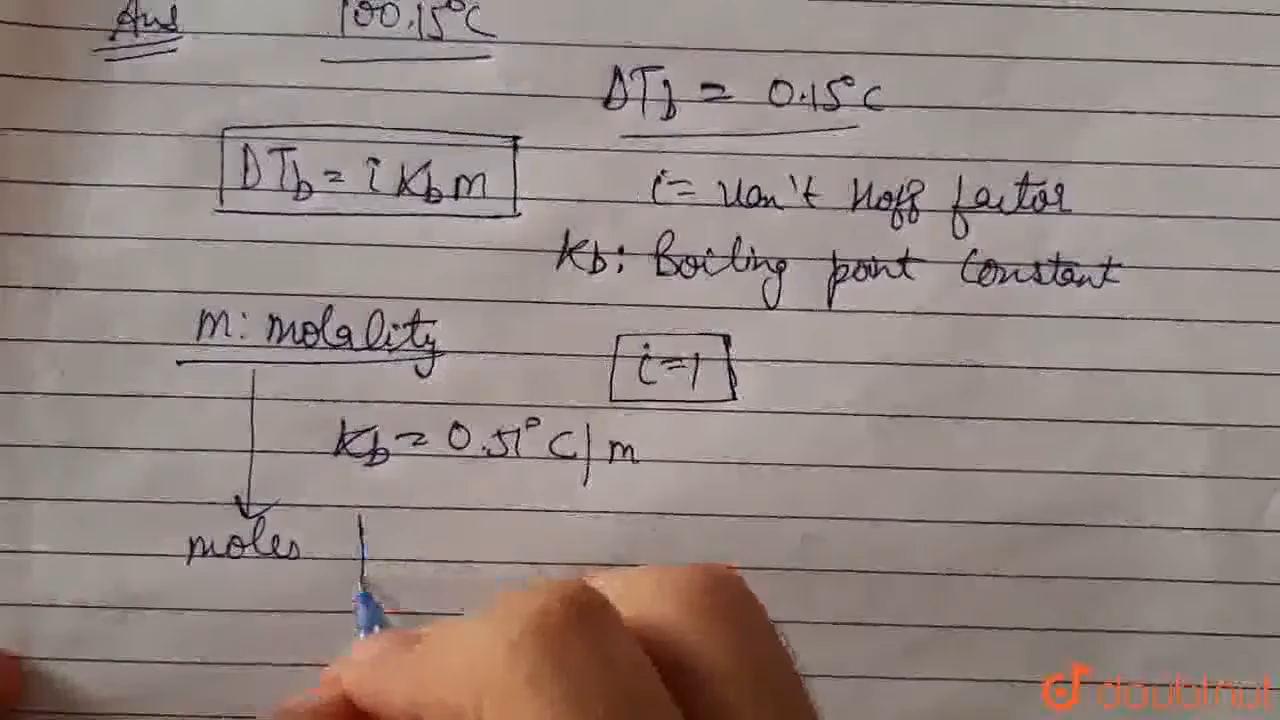 Ans 100.15°C
ΔTb = 0.15°C
ΔTb = i Kb m
i = Van't Hoff factor
Kb: Boiling point Constant
m: molality
i=1
Kb = 0.51°C/m
moles
doubtnut